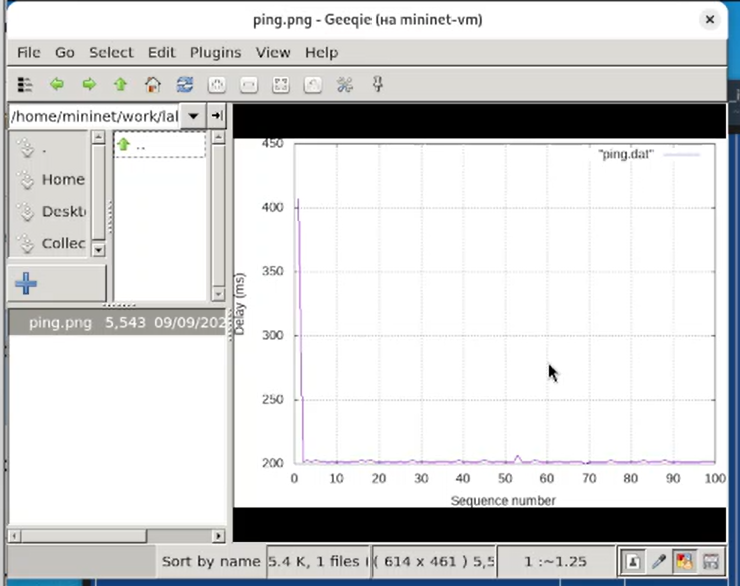 ping.png - Geeqie (на mininet-vm)
File Go Select Edit Plugins View Help
/home/mininet/work/lal
.
..
Home
Deskt
Collec
ping.png 5,543 09/09/202
"ping.dat"
450
400
350
300
250
200
Delay (ms)
0 10 20 30 40 50 60 70 80 90 100
Sequence number
Sort by name 5.4 K, 1 files ( ( 614 x 461 ) 5,5 1 :~1.25